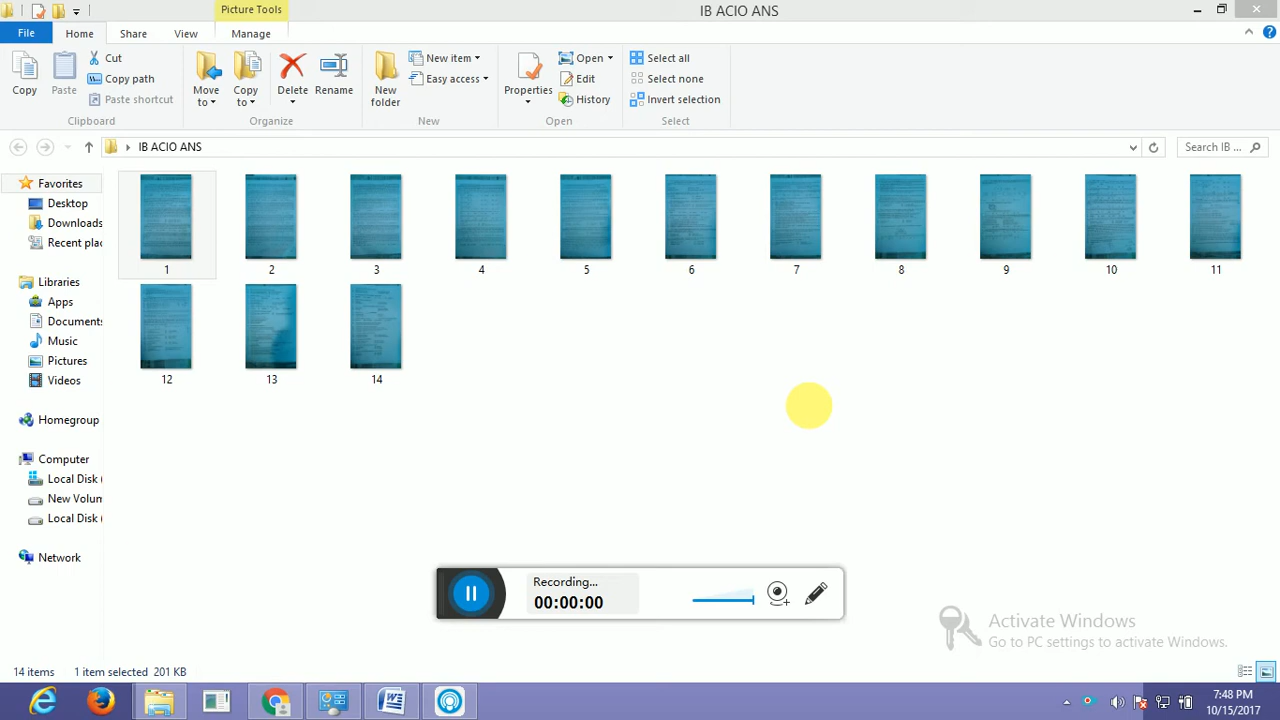 Picture Tools
IB ACIO ANS
File
Home
Share
View
Manage
Copy
Paste
Cut
Copy path
Paste shortcut
Clipboard
Move to
Copy to
Delete
Rename
Organize
New folder
New item
Easy access
New
Properties
Open
Edit
History
Open
Select all
Select none
Invert selection
Select
IB ACIO ANS
Search IB ...
Favorites
Desktop
Downloads
Recent plac
Libraries
Apps
Documents
Music
Pictures
Videos
Homegroup
Computer
Local Disk (
New Volum
Local Disk (
Network
1
2
3
4
5
6
7
8
9
10
11
12
13
14
Recording...
00:00:00
Activate Windows
Go to PC settings to activate Windows.
14 items
1 item selected 201 KB
7:48 PM
10/15/2017